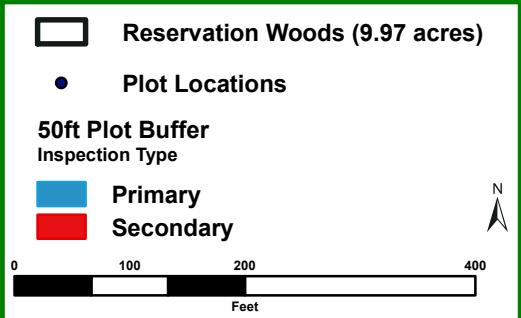 Reservation Woods (9.97 acres)
Plot Locations
50ft Plot Buffer
Inspection Type
Primary
Secondary
N
0 100 200 400
Feet